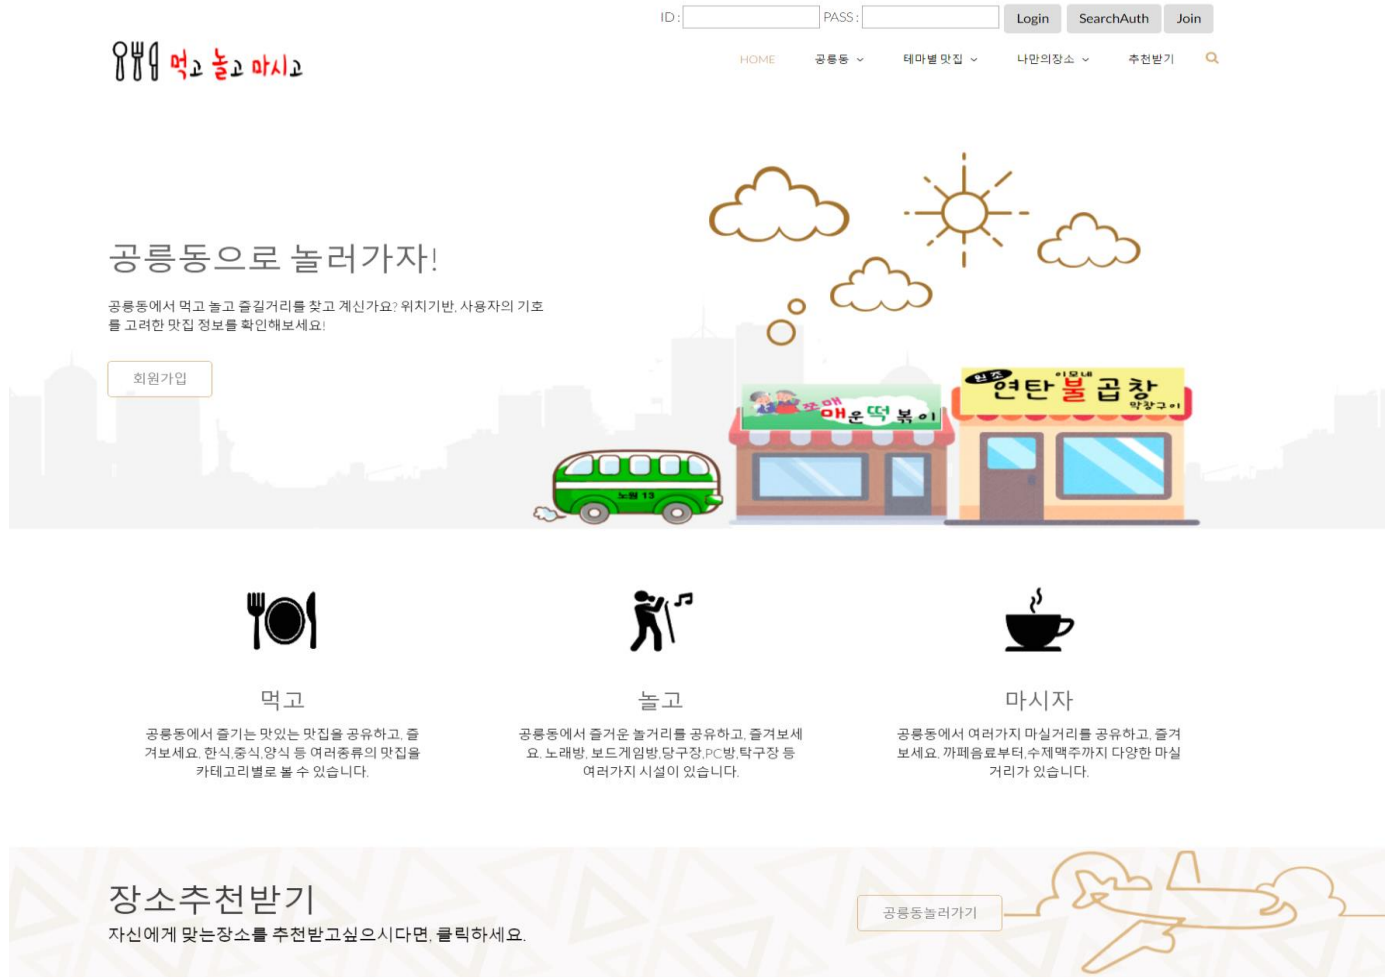 ID : PASS : Login SearchAuth Join
먹고 놀고 마시고
HOME 공릉동 테마별 맛집 나만의장소 추천받기
공릉동으로 놀러가자!
공릉동에서 먹고 놀고 즐길거리를 찾고 계신가요? 위치기반, 사용자의 기호
를 고려한 맛집 정보를 확인해보세요!
회원가입
원조 이모네
연탄불곱창
막창구이
쪼매
매운떡볶이
노원 13
먹고
공릉동에서 즐기는 맛있는 맛집을 공유하고, 즐
겨보세요. 한식,중식,양식 등 여러종류의 맛집을
카테고리별로 볼 수 있습니다.
놀고
공릉동에서 즐거운 놀거리를 공유하고, 즐겨보세
요. 노래방, 보드게임방,당구장,PC방,탁구장 등
여러가지 시설이 있습니다.
마시자
공릉동에서 여러가지 마실거리를 공유하고, 즐겨
보세요. 까페음료부터,수제맥주까지 다양한 마실
거리가 있습니다.
장소추천받기
자신에게 맞는장소를 추천받고싶으시다면, 클릭하세요.
공릉동놀러가기